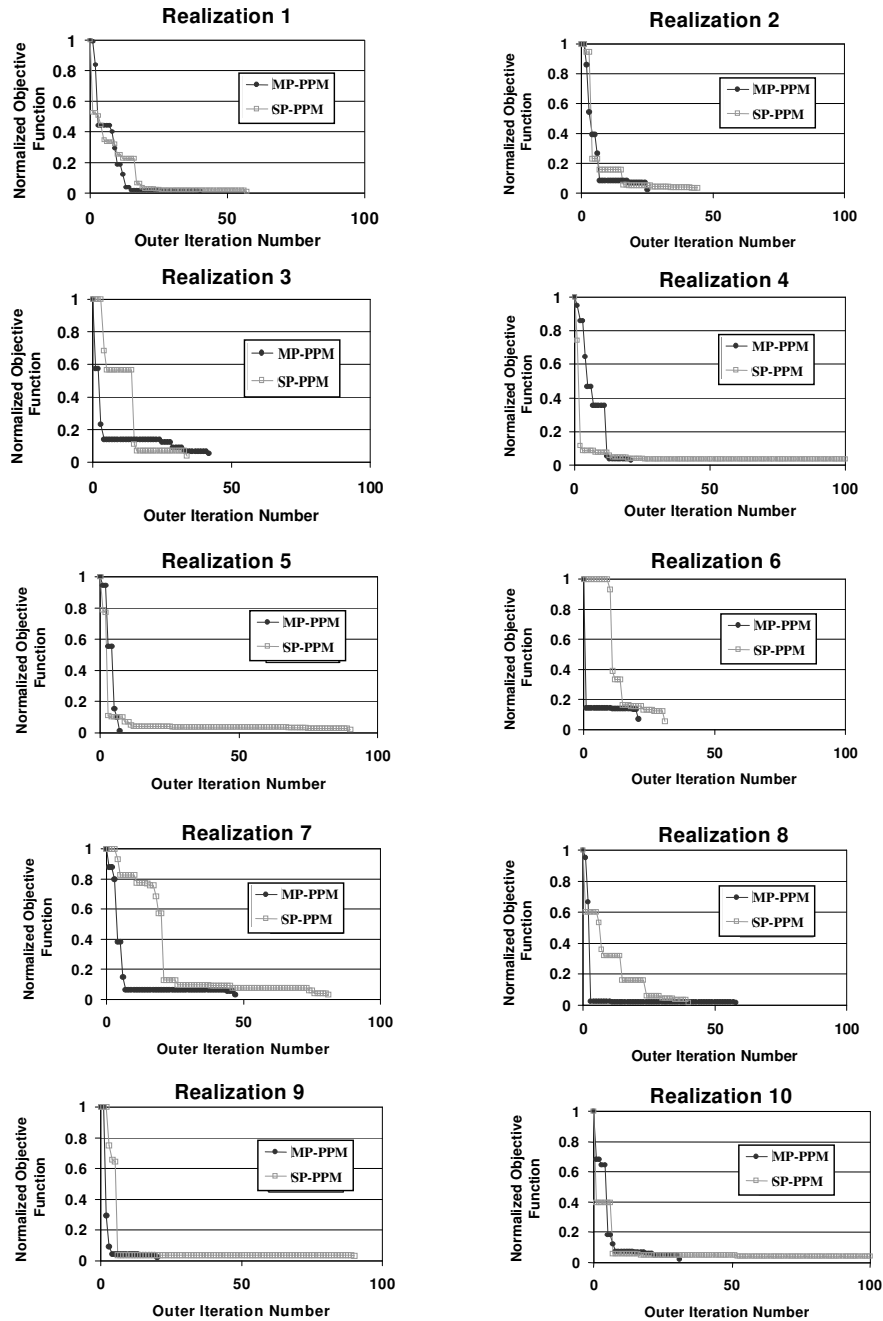 Realization 1
Normalized Objective
Function
1
0.8
0.6
0.4
0.2
0
MP-PPM
SP-PPM
0
50
100
Outer Iteration Number
Realization 2
Normalized Objective
Function
1
0.8
0.6
0.4
0.2
0
MP-PPM
SP-PPM
0
50
100
Outer Iteration Number
Realization 3
Normalized Objective
Function
1
0.8
0.6
0.4
0.2
0
MP-PPM
SP-PPM
0
50
100
Outer Iteration Number
Realization 4
Normalized Objective
Function
1
0.8
0.6
0.4
0.2
0
MP-PPM
SP-PPM
0
50
100
Outer Iteration Number
Realization 5
Normalized Objective
Function
1
0.8
0.6
0.4
0.2
0
MP-PPM
SP-PPM
0
50
100
Outer Iteration Number
Realization 6
Normalized Objective
Function
1
0.8
0.6
0.4
0.2
0
MP-PPM
SP-PPM
0
50
100
Outer Iteration Number
Realization 7
Normalized Objective
Function
1
0.8
0.6
0.4
0.2
0
MP-PPM
SP-PPM
0
50
100
Outer Iteration Number
Realization 8
Normalized Objective
Function
1
0.8
0.6
0.4
0.2
0
MP-PPM
SP-PPM
0
50
100
Outer Iteration Number
Realization 9
Normalized Objective
Function
1
0.8
0.6
0.4
0.2
0
MP-PPM
SP-PPM
0
50
100
Outer Iteration Number
Realization 10
Normalized Objective
Function
1
0.8
0.6
0.4
0.2
0
MP-PPM
SP-PPM
0
50
100
Outer Iteration Number